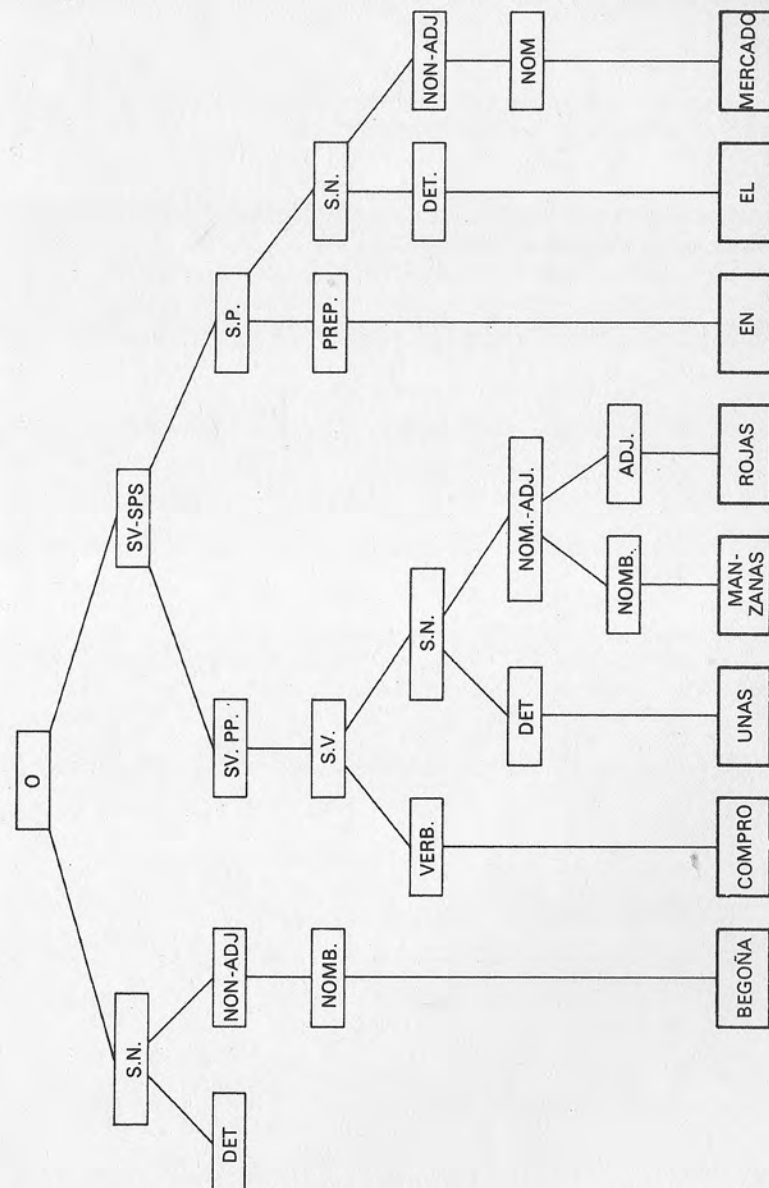 O
S.N.
SV-SPS
DET
NON-ADJ
SV. PP.
S.P.
NOMB.
S.V.
PREP.
S.N.
VERB.
S.N.
DET.
NON-ADJ
DET
NOM.-ADJ.
NOM
NOMB.
ADJ.
BEGOÑA
COMPRO
UNAS
MAN-
ZANAS
ROJAS
EN
EL
MERCADO